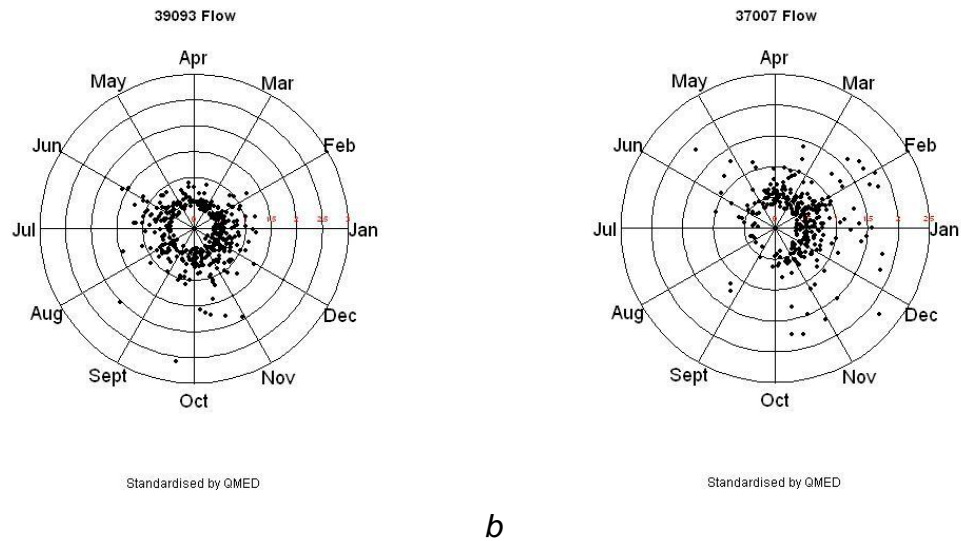 39093 Flow
Apr
May
Mar
Jun
Feb
Jul
Jan
Aug
Dec
Sept
Nov
Oct
Standardised by QMED
37007 Flow
Apr
May
Mar
Jun
Feb
Jul
Jan
Aug
Dec
Sept
Nov
Oct
Standardised by QMED
b